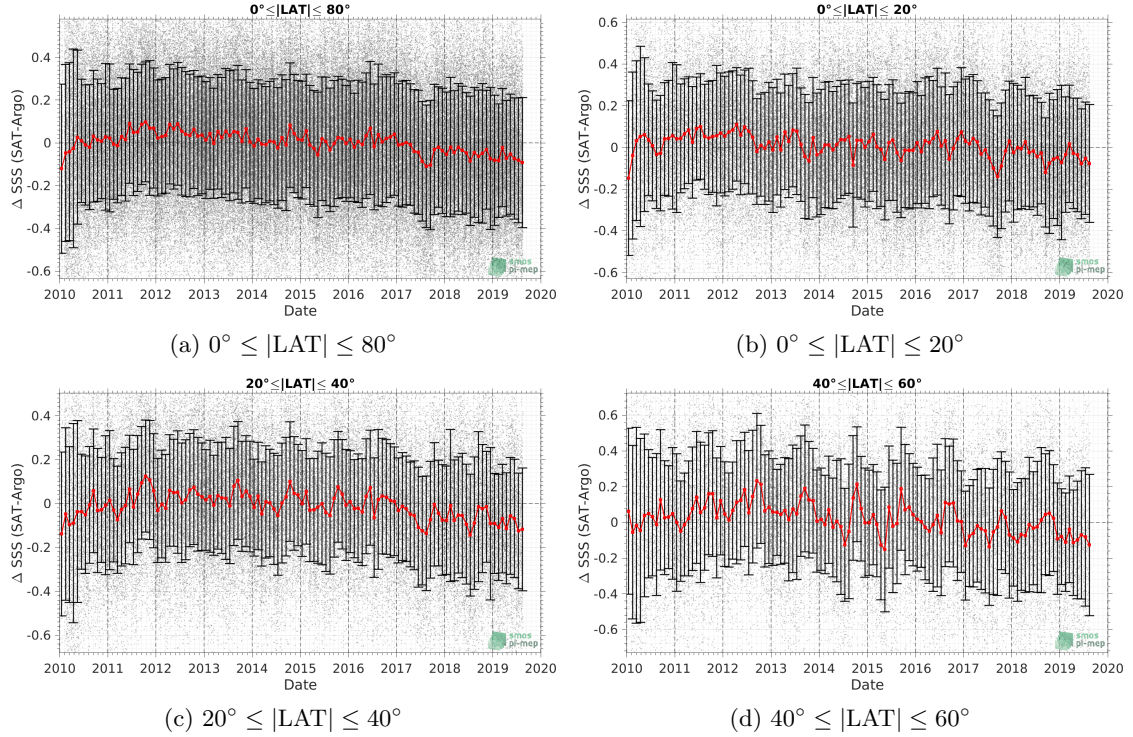 0°≤|LAT|≤ 80°
Δ SSS (SAT-Argo)
0.4
0.2
0
-0.2
-0.4
-0.6
2010 2011 2012 2013 2014 2015 2016 2017 2018 2019 2020
Date
smos
pi-mep
(a) 0° ≤ |LAT| ≤ 80°
0°≤|LAT|≤ 20°
Δ SSS (SAT-Argo)
0.6
0.4
0.2
0
-0.2
-0.4
-0.6
2010 2011 2012 2013 2014 2015 2016 2017 2018 2019 2020
Date
smos
pi-mep
(b) 0° ≤ |LAT| ≤ 20°
20°≤|LAT|≤ 40°
Δ SSS (SAT-Argo)
0.4
0.2
0
-0.2
-0.4
-0.6
2010 2011 2012 2013 2014 2015 2016 2017 2018 2019 2020
Date
smos
pi-mep
(c) 20° ≤ |LAT| ≤ 40°
40°≤|LAT|≤ 60°
Δ SSS (SAT-Argo)
0.6
0.4
0.2
0
-0.2
-0.4
-0.6
2010 2011 2012 2013 2014 2015 2016 2017 2018 2019 2020
Date
smos
pi-mep
(d) 40° ≤ |LAT| ≤ 60°